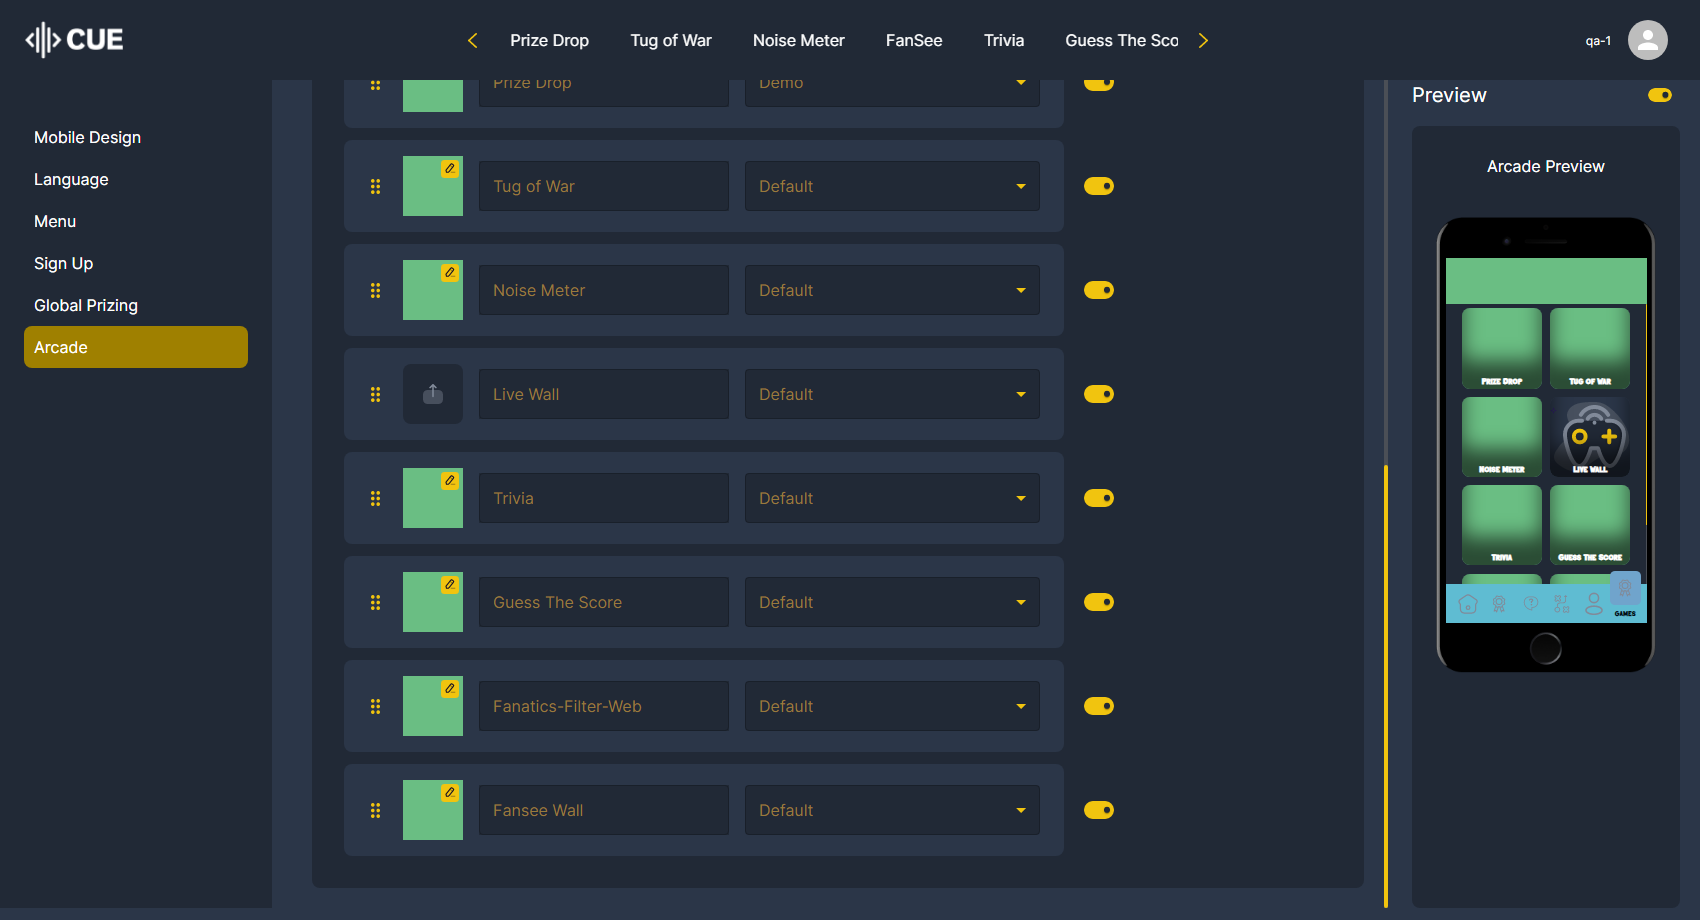 CUE
Prize Drop
Tug of War
Noise Meter
FanSee
Trivia
Guess The Sco
qa-1
Mobile Design
Language
Menu
Sign Up
Global Prizing
Arcade
Prize Drop
Demo
Tug of War
Default
Noise Meter
Default
Live Wall
Default
Trivia
Default
Guess The Score
Default
Fanatics-Filter-Web
Default
Fansee Wall
Default
Preview
Arcade Preview
Prize Drop
Tug of War
Noise Meter
Live Wall
Trivia
Guess The Score
GAMES